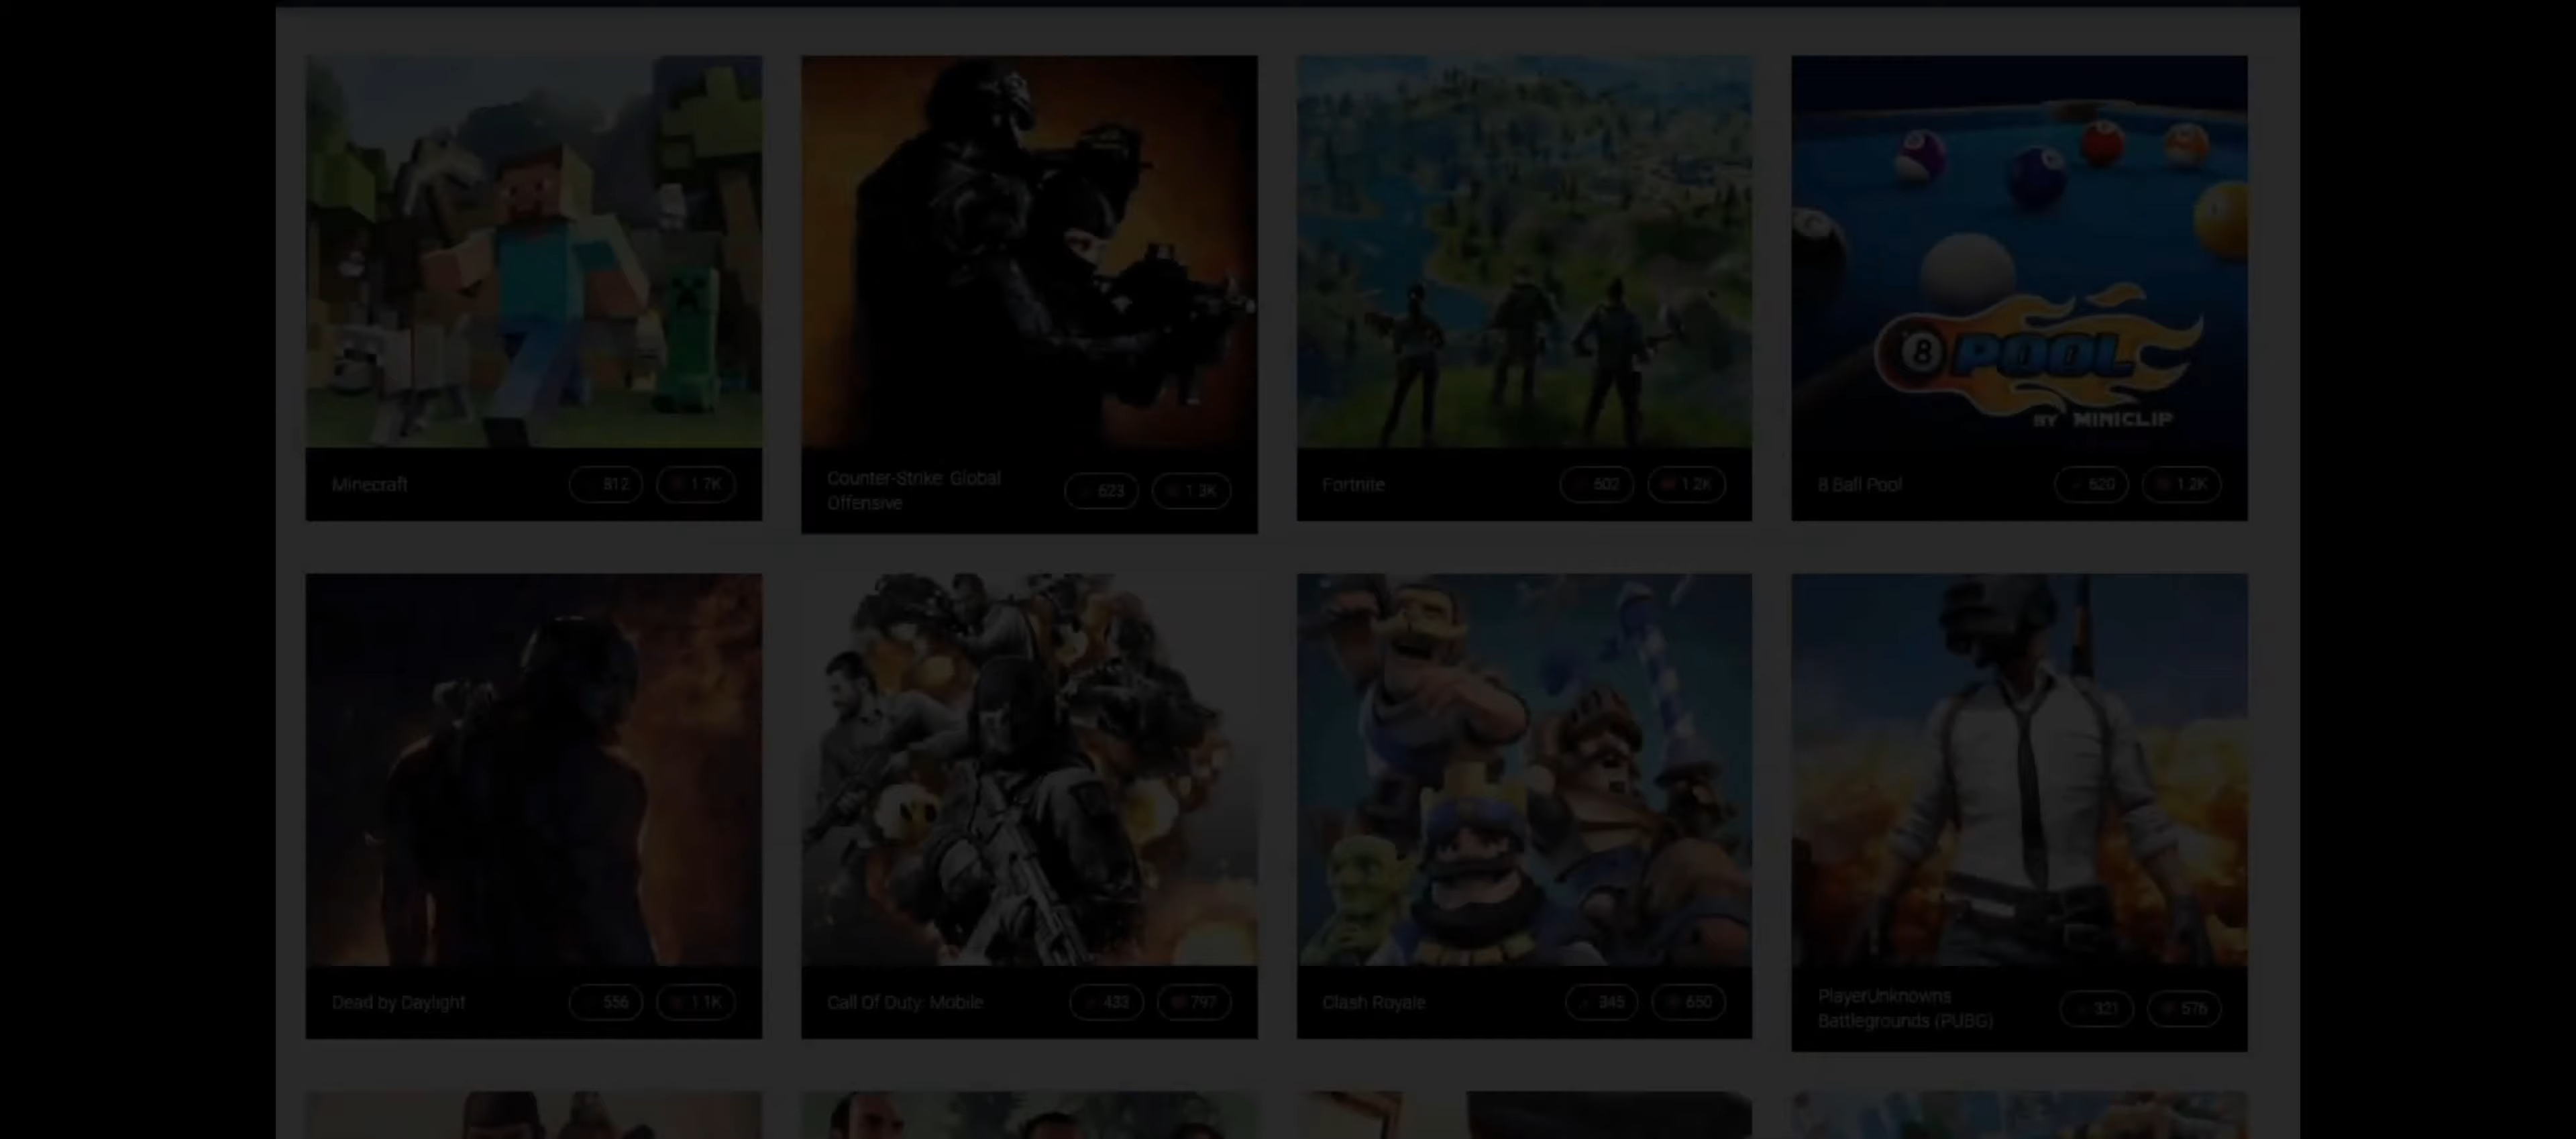 8 POOL
BY MINICLIP
Minecraft 812 1.7K
Counter-Strike: Global
Offensive 623 1.3K
Fortnite 602 1.2K
8 Ball Pool 620 1.2K
Dead by Daylight 556 1.1K
Call Of Duty: Mobile 433 797
Clash Royale 345 650
PlayerUnknowns
Battlegrounds (PUBG) 321 576